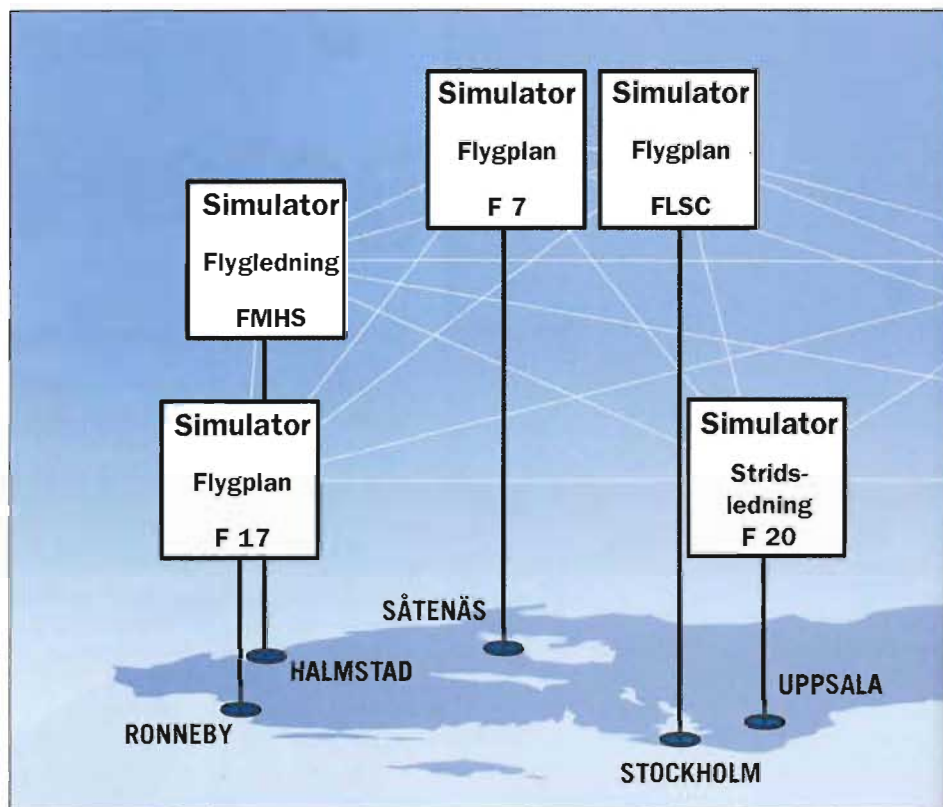 Simulator
Flygplan
F 7
Simulator
Flygplan
FLSC
Simulator
Flygledning
FMHS
Simulator
Flygplan
F 17
Simulator
Strids-
ledning
F 20
SÅTENÄS
HALMSTAD
RONNEBY
UPPSALA
STOCKHOLM